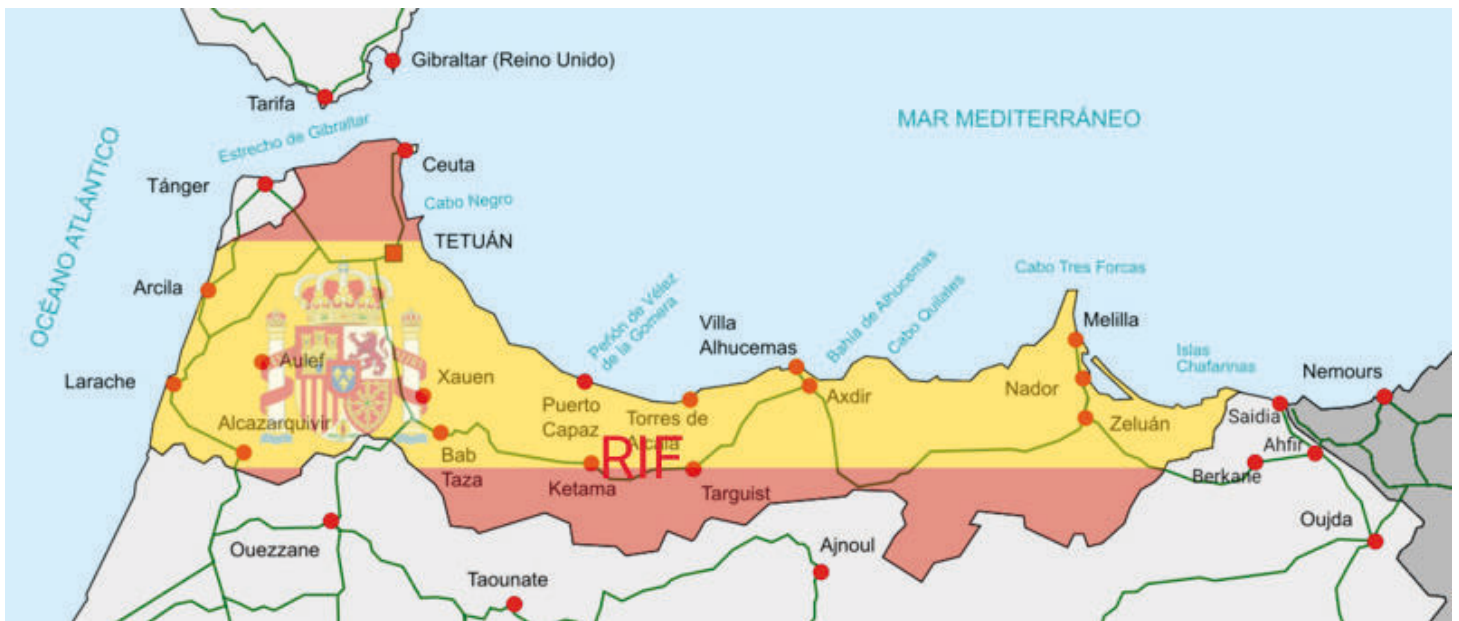 Gibraltar (Reino Unido)
Tarifa
MAR MEDITERRÁNEO
Estrecho de Gibraltar
OCÉANO ATLÁNTICO
Ceuta
Tánger
Cabo Negro
TETUÁN
Arcila
Bahía de Alhucemas
Cabo Tres Forcas
Peñón de Vélez
de la Gomera
Cabo Quilates
Villa
Alhucemas
Melilla
Islas
Chafarinas
Aulef
Larache
Xauen
Nador
Nemours
Axdir
Puerto
Capaz
Torres de
Alcalá
Saidia
Alcazarquivir
Zeluán
Bab
Taza
RIF
Ahfir
Berkane
Ketama
Targuist
Oujda
Ouezzane
Ajnoul
Taounate